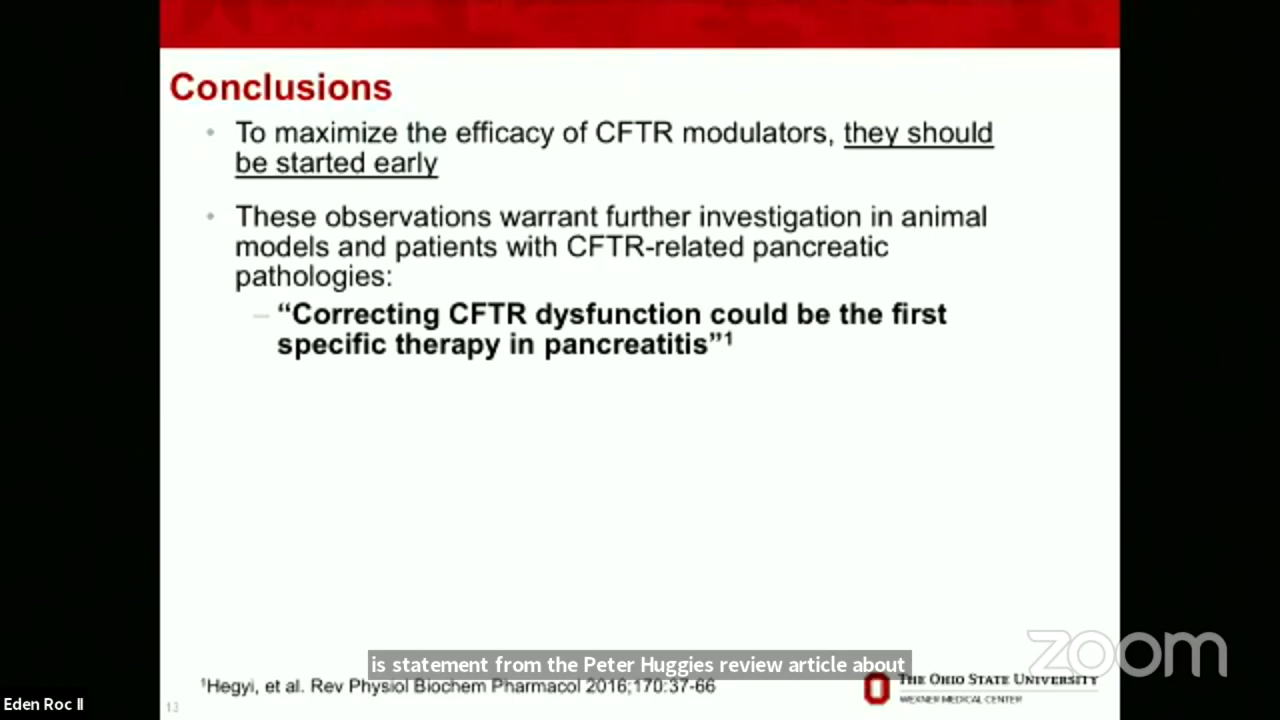 Conclusions
• To maximize the efficacy of CFTR modulators, they should
be started early
• These observations warrant further investigation in animal
models and patients with CFTR-related pancreatic
pathologies:
– “Correcting CFTR dysfunction could be the first
specific therapy in pancreatitis”¹
is statement from the Peter Huggies review article about
¹Hegyi, et al. Rev Physiol Biochem Pharmacol 2016;170:37-66
THE OHIO STATE UNIVERSITY
WEXNER MEDICAL CENTER
zoom
Eden Roc II
13